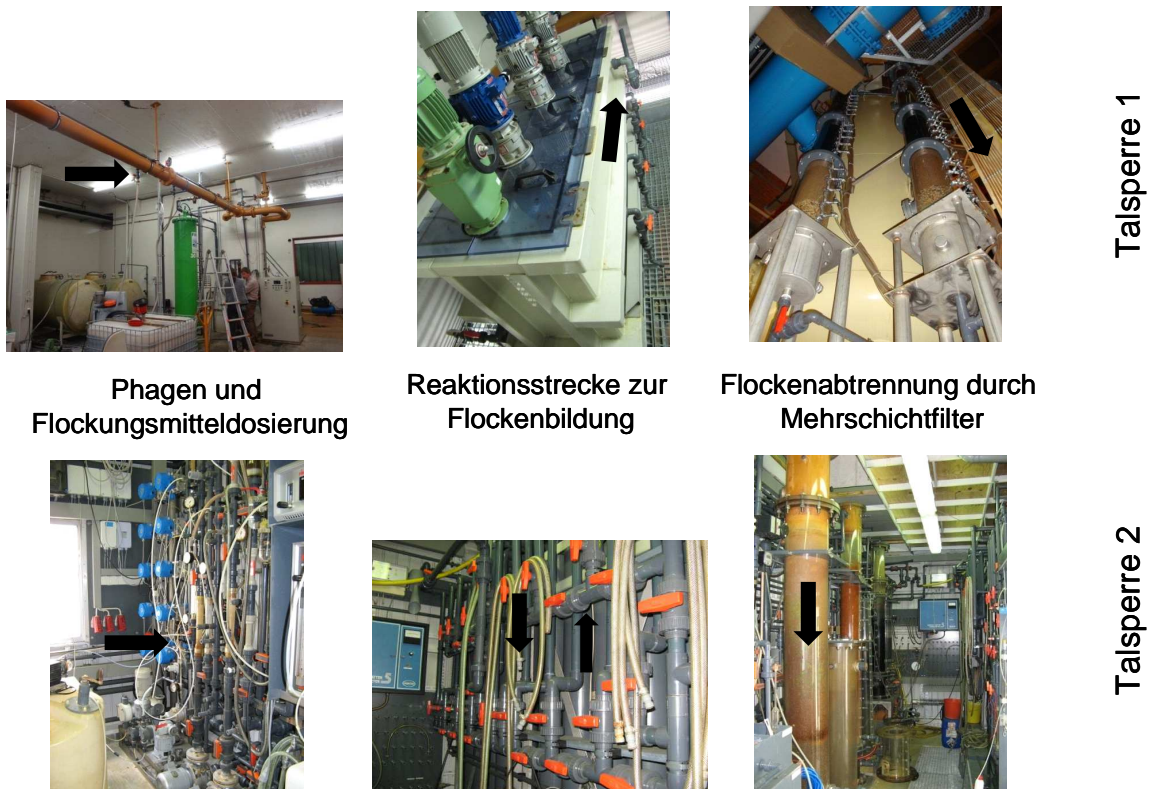 Talsperre 1
Phagen und
Flockungsmitteldosierung
Reaktionsstrecke zur
Flockenbildung
Flockenabtrennung durch
Mehrschichtfilter
Talsperre 2